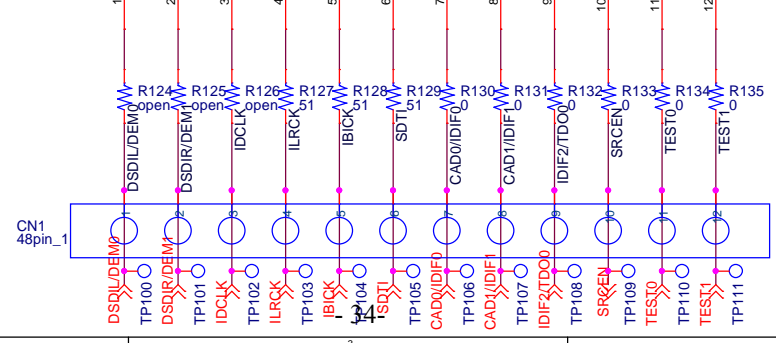 1 2 3 4 5 6 7 8 9 10 11 12
R124 R125 R126 R127 R128 R129 R130 R131 R132 R133 R134 R135
open open open 51 51 51 0 0 0 0 0 0
DSDIL/DEM0 DSDIR/DEM1 IDCLK ILRCK IBICK SDTI CAD0/IDIF0 CAD1/IDIF1 IDIF2/TDO0 SRCEN TEST0 TEST1
CN1
48pin_1
1 2 3 4 5 6 7 8 9 10 11 12
DSDIL/DEM0 DSDIR/DEM1 IDCLK ILRCK IBICK SDTI CAD0/IDIF0 CAD1/IDIF1 IDIF2/TDO0 SRCEN TEST0 TEST1
TP100 TP101 TP102 TP103 TP104 TP105 TP106 TP107 TP108 TP109 TP110 TP111
- 34-